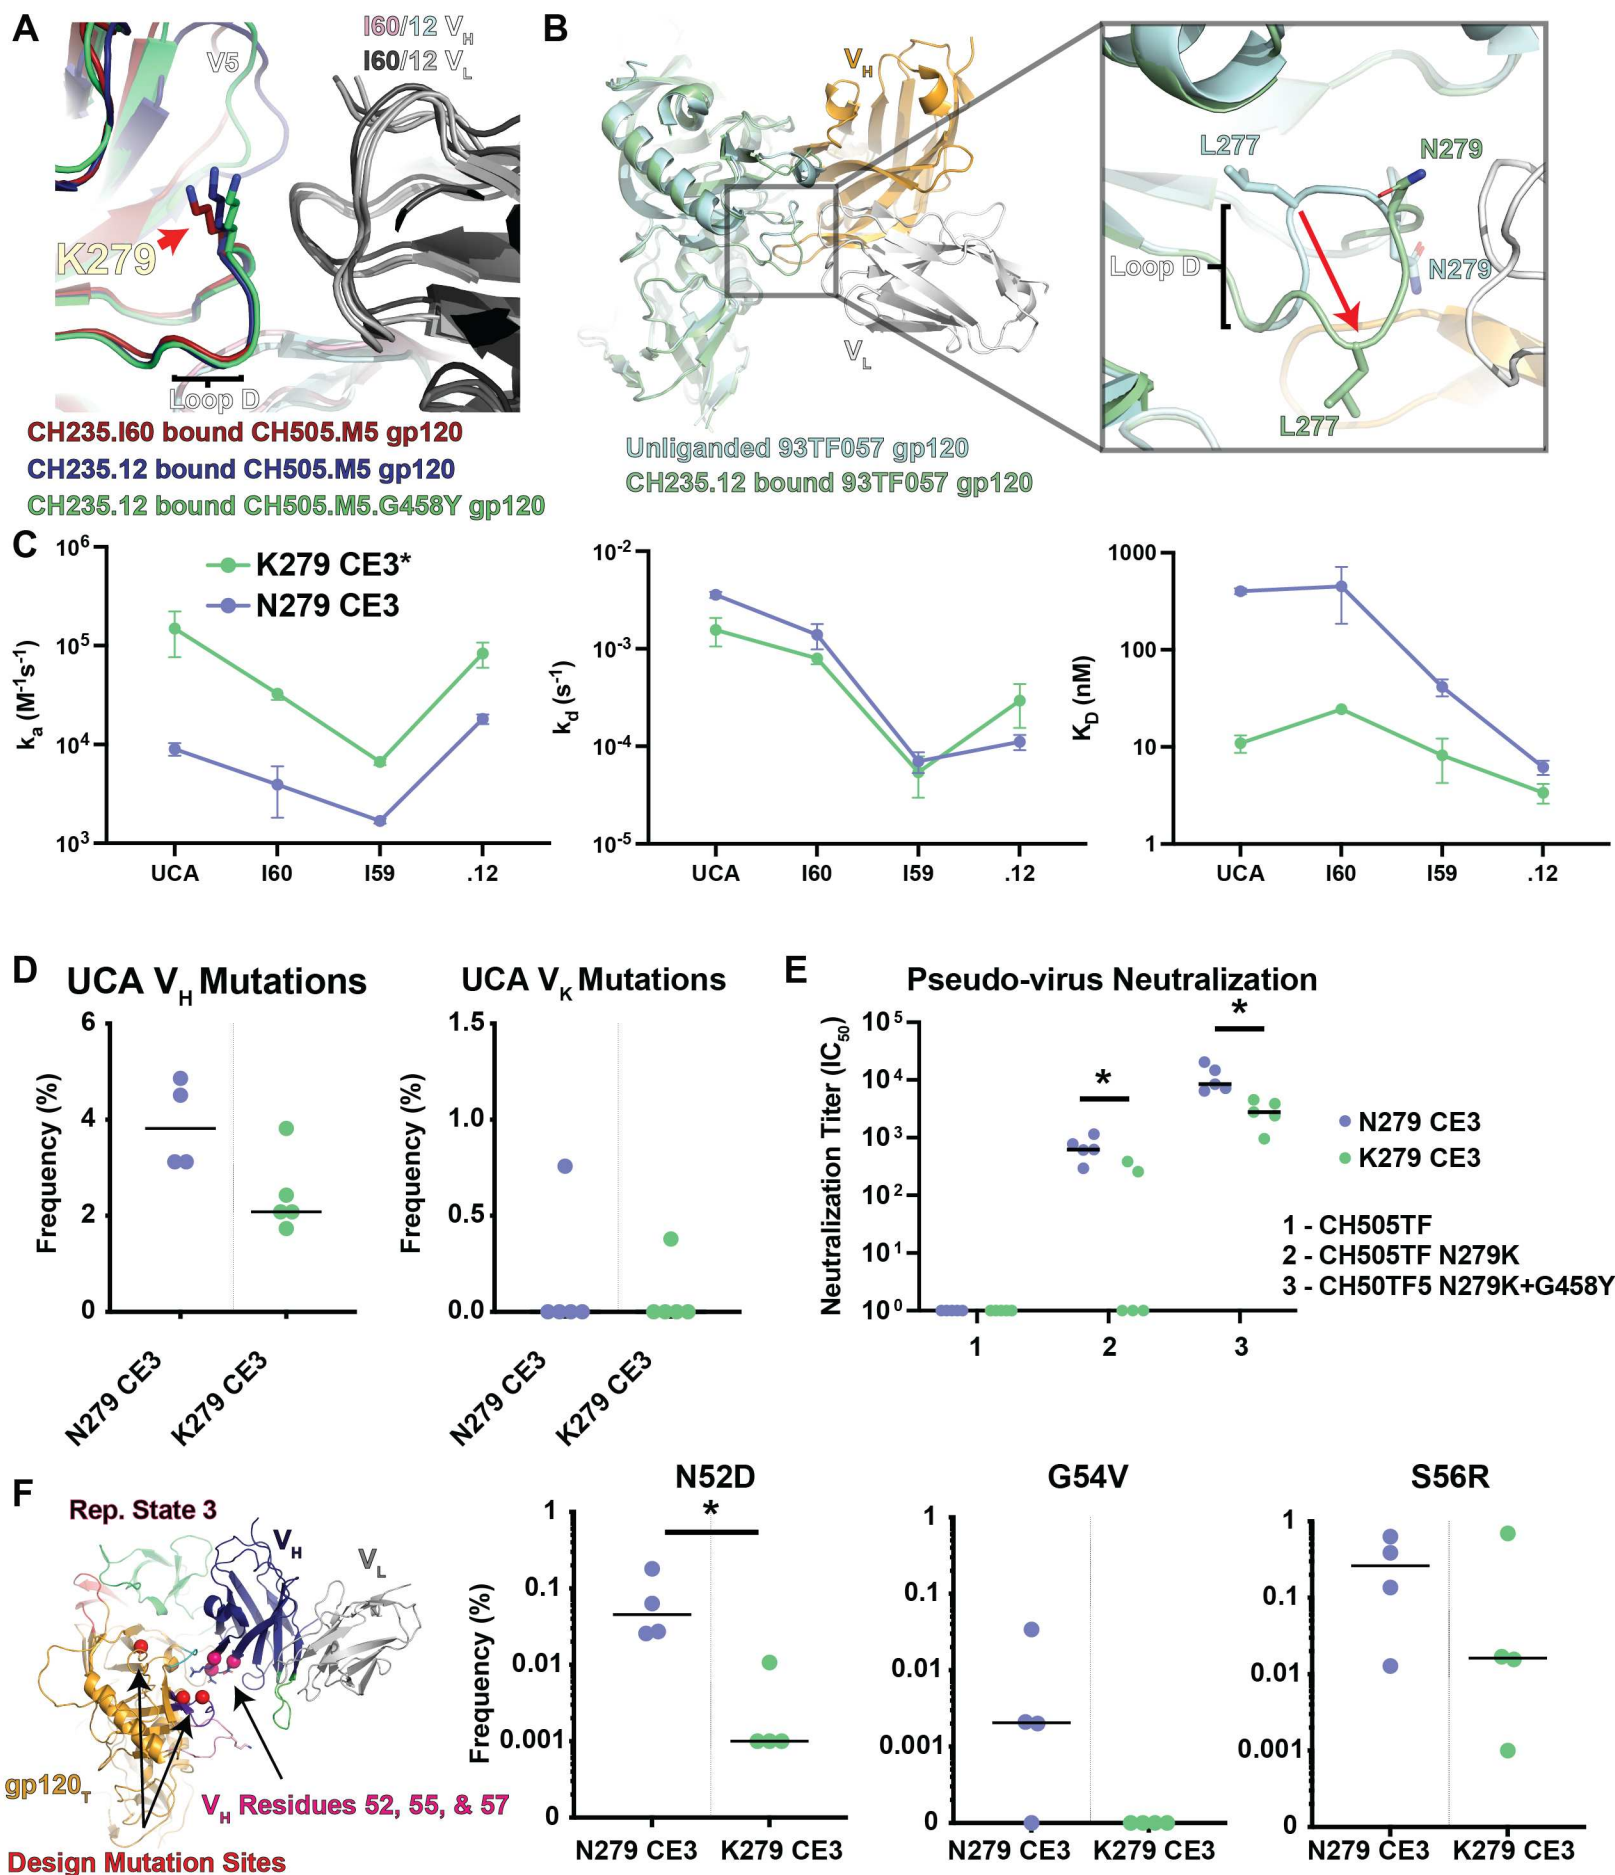 A
I60/12 VH
I60/12 VL
V5
K279
Loop D
CH235.I60 bound CH505.M5 gp120
CH235.12 bound CH505.M5 gp120
CH235.12 bound CH505.M5.G458Y gp120
B
VH
VL
Unliganded 93TF057 gp120
CH235.12 bound 93TF057 gp120
L277
N279
Loop D
N279
L277
C
K279 CE3*
N279 CE3
ka (M-1s-1)
10^6
10^5
10^4
10^3
UCA I60 I59 .12
kd (s-1)
10^-2
10^-3
10^-4
10^-5
UCA I60 I59 .12
KD (nM)
1000
100
10
1
UCA I60 I59 .12
D
UCA VH Mutations
Frequency (%)
6
4
2
0
N279 CE3
K279 CE3
UCA VK Mutations
Frequency (%)
1.5
1.0
0.5
0.0
N279 CE3
K279 CE3
E
Pseudo-virus Neutralization
Neutralization Titer (IC50)
10^5
10^4
10^3
10^2
10^1
10^0
*
*
1 2 3
N279 CE3
K279 CE3
1 - CH505TF
2 - CH505TF N279K
3 - CH50TF5 N279K+G458Y
F
Rep. State 3
VH
VL
gp120T
VH Residues 52, 55, & 57
Design Mutation Sites
N52D
*
Frequency (%)
1
0.1
0.01
0.001
0
N279 CE3 K279 CE3
G54V
1
0.1
0.01
0.001
0
N279 CE3 K279 CE3
S56R
1
0.1
0.01
0.001
0
N279 CE3 K279 CE3